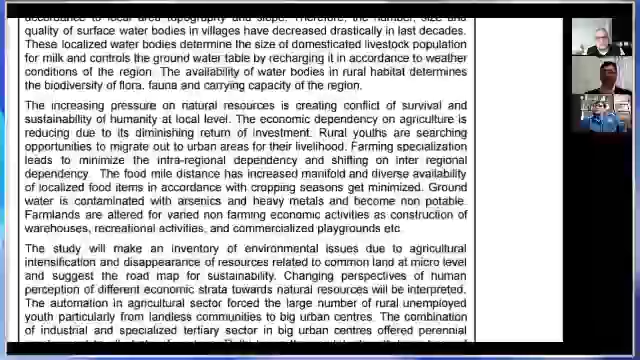 accordance to local area topography and slope. Therefore, the number, size and
quality of surface water bodies in villages have decreased drastically in last decades.
These localized water bodies determine the size of domesticated livestock population
for milk and controls the ground water table by recharging it in accordance to weather
conditions of the region. The availability of water bodies in rural habitat determines
the biodiversity of flora, fauna and carrying capacity of the region.
The increasing pressure on natural resources is creating conflict of survival and
sustainability of humanity at local level. The economic dependency on agriculture is
reducing due to its diminishing return of investment. Rural youths are searching
opportunities to migrate out to urban areas for their livelihood. Farming specialization
leads to minimize the intra-regional dependency and shifting on inter regional
dependency. The food mile distance has increased manifold and diverse availability
of localized food items in accordance with cropping seasons get minimized. Ground
water is contaminated with arsenics and heavy metals and become non potable.
Farmlands are altered for varied non farming economic activities as construction of
warehouses, recreational activities, and commercialized playgrounds etc.
The study will make an inventory of environmental issues due to agricultural
intensification and disappearance of resources related to common land at micro level
and suggest the road map for sustainability. Changing perspectives of human
perception of different economic strata towards natural resources will be interpreted.
The automation in agricultural sector forced the large number of rural unemployed
youth particularly from landless communities to big urban centres. The combination
of industrial and specialized tertiary sector in big urban centres offered perennial